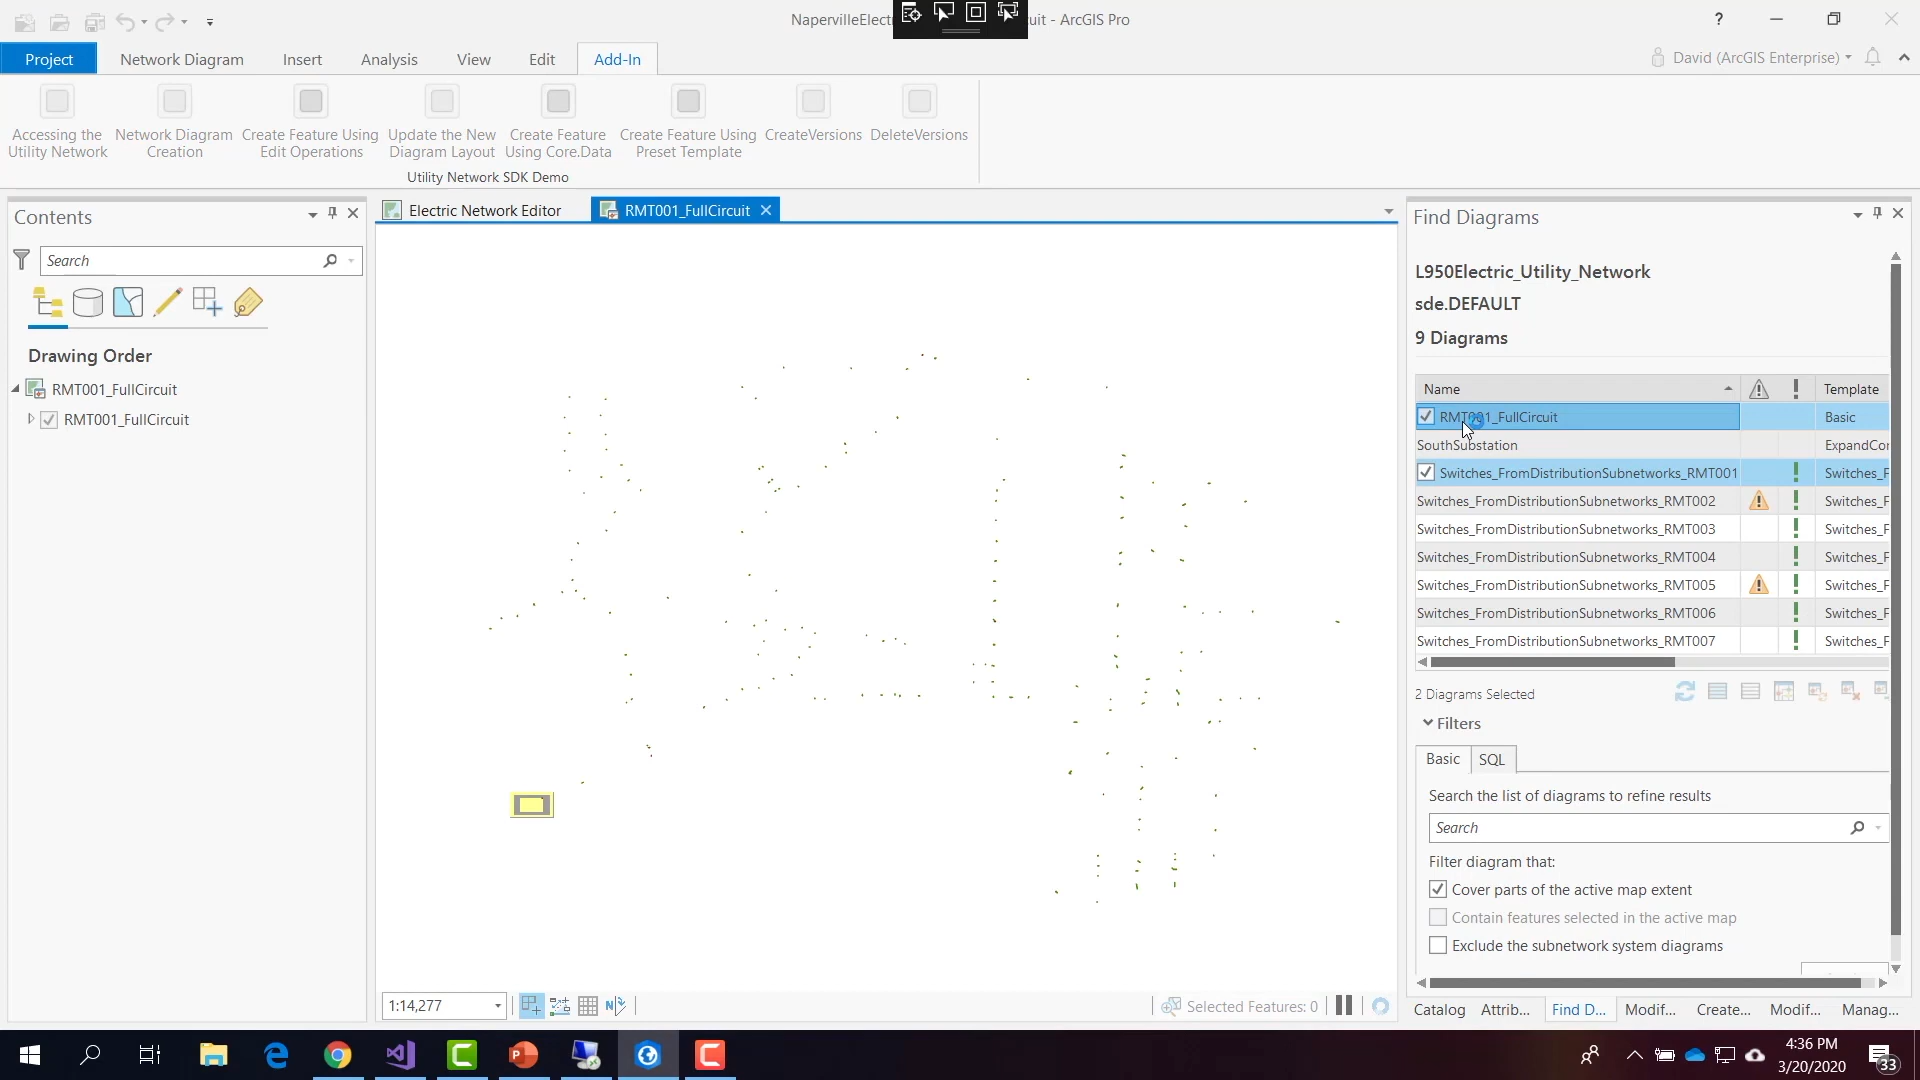 NapervilleElectri
uit - ArcGIS Pro
?
Project
Network Diagram
Insert
Analysis
View
Edit
Add-In
David (ArcGIS Enterprise)
Accessing the
Utility Network
Network Diagram
Creation
Create Feature Using
Edit Operations
Update the New
Diagram Layout
Create Feature
Using Core.Data
Create Feature Using
Preset Template
CreateVersions
DeleteVersions
Utility Network SDK Demo
Contents
Search
Drawing Order
RMT001_FullCircuit
RMT001_FullCircuit
Electric Network Editor
RMT001_FullCircuit
1:14,277
Selected Features: 0
Find Diagrams
L950Electric_Utility_Network
sde.DEFAULT
9 Diagrams
Name
Template
RMT001_FullCircuit
Basic
SouthSubstation
ExpandCor
Switches_FromDistributionSubnetworks_RMT001
Switches_F
Switches_FromDistributionSubnetworks_RMT002
Switches_F
Switches_FromDistributionSubnetworks_RMT003
Switches_F
Switches_FromDistributionSubnetworks_RMT004
Switches_F
Switches_FromDistributionSubnetworks_RMT005
Switches_F
Switches_FromDistributionSubnetworks_RMT006
Switches_F
Switches_FromDistributionSubnetworks_RMT007
Switches_F
2 Diagrams Selected
Filters
Basic
SQL
Search the list of diagrams to refine results
Search
Filter diagram that:
Cover parts of the active map extent
Contain features selected in the active map
Exclude the subnetwork system diagrams
Catalog
Attrib...
Find D...
Modif...
Create...
Modif...
Manag...
4:36 PM
3/20/2020
33